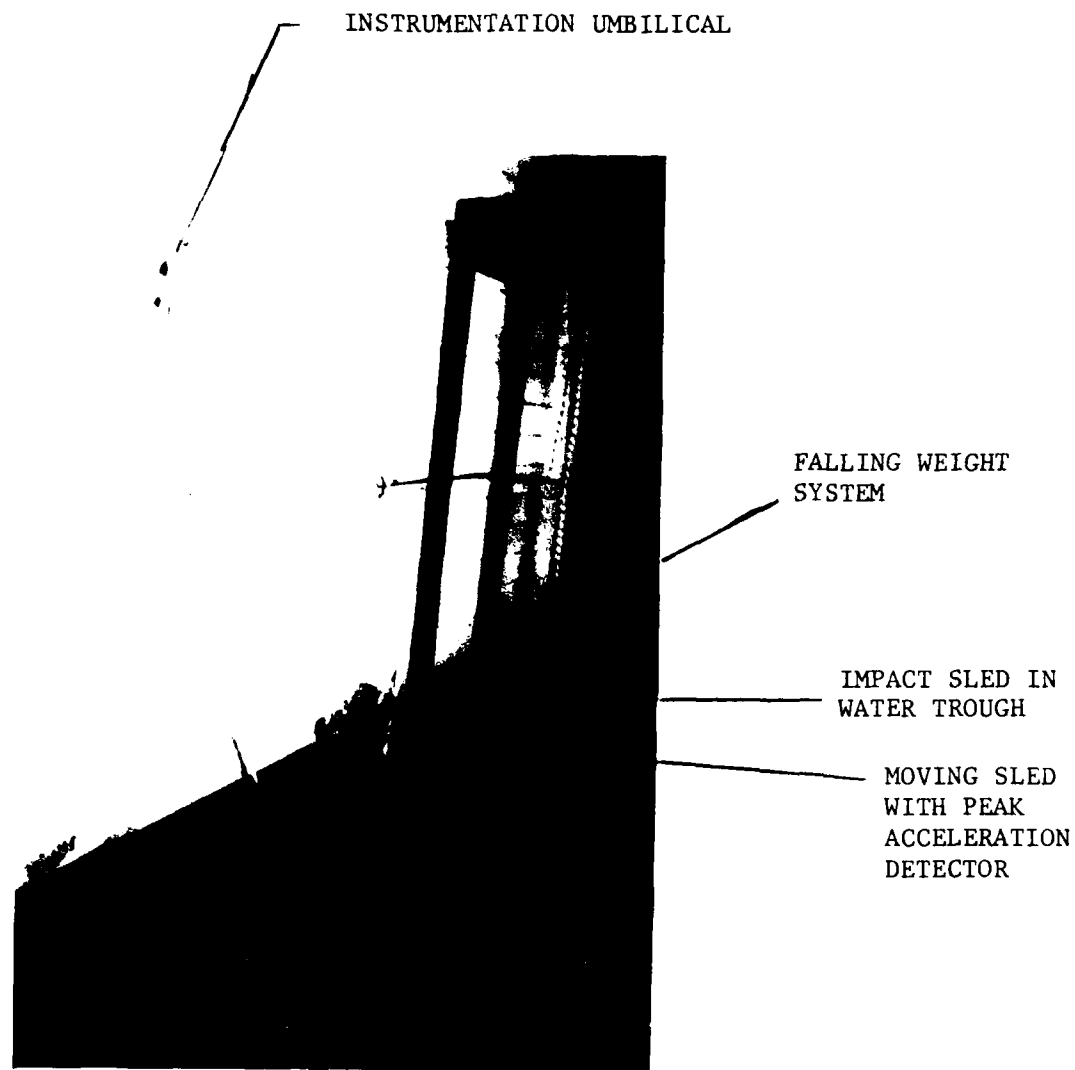 INSTRUMENTATION UMBILICAL
FALLING WEIGHT
SYSTEM
IMPACT SLED IN
WATER TROUGH
MOVING SLED
WITH PEAK
ACCELERATION
DETECTOR